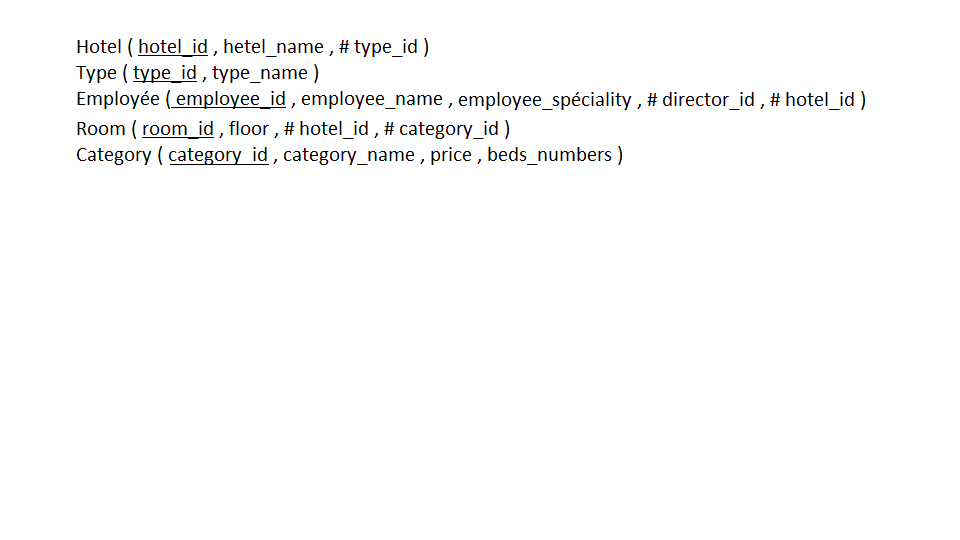 Hotel ( hotel_id , hetel_name , # type_id )
Type ( type_id , type_name )
Employée ( employee_id , employee_name , employee_spéciality , # director_id , # hotel_id )
Room ( room_id , floor , # hotel_id , # category_id )
Category ( category_id , category_name , price , beds_numbers )